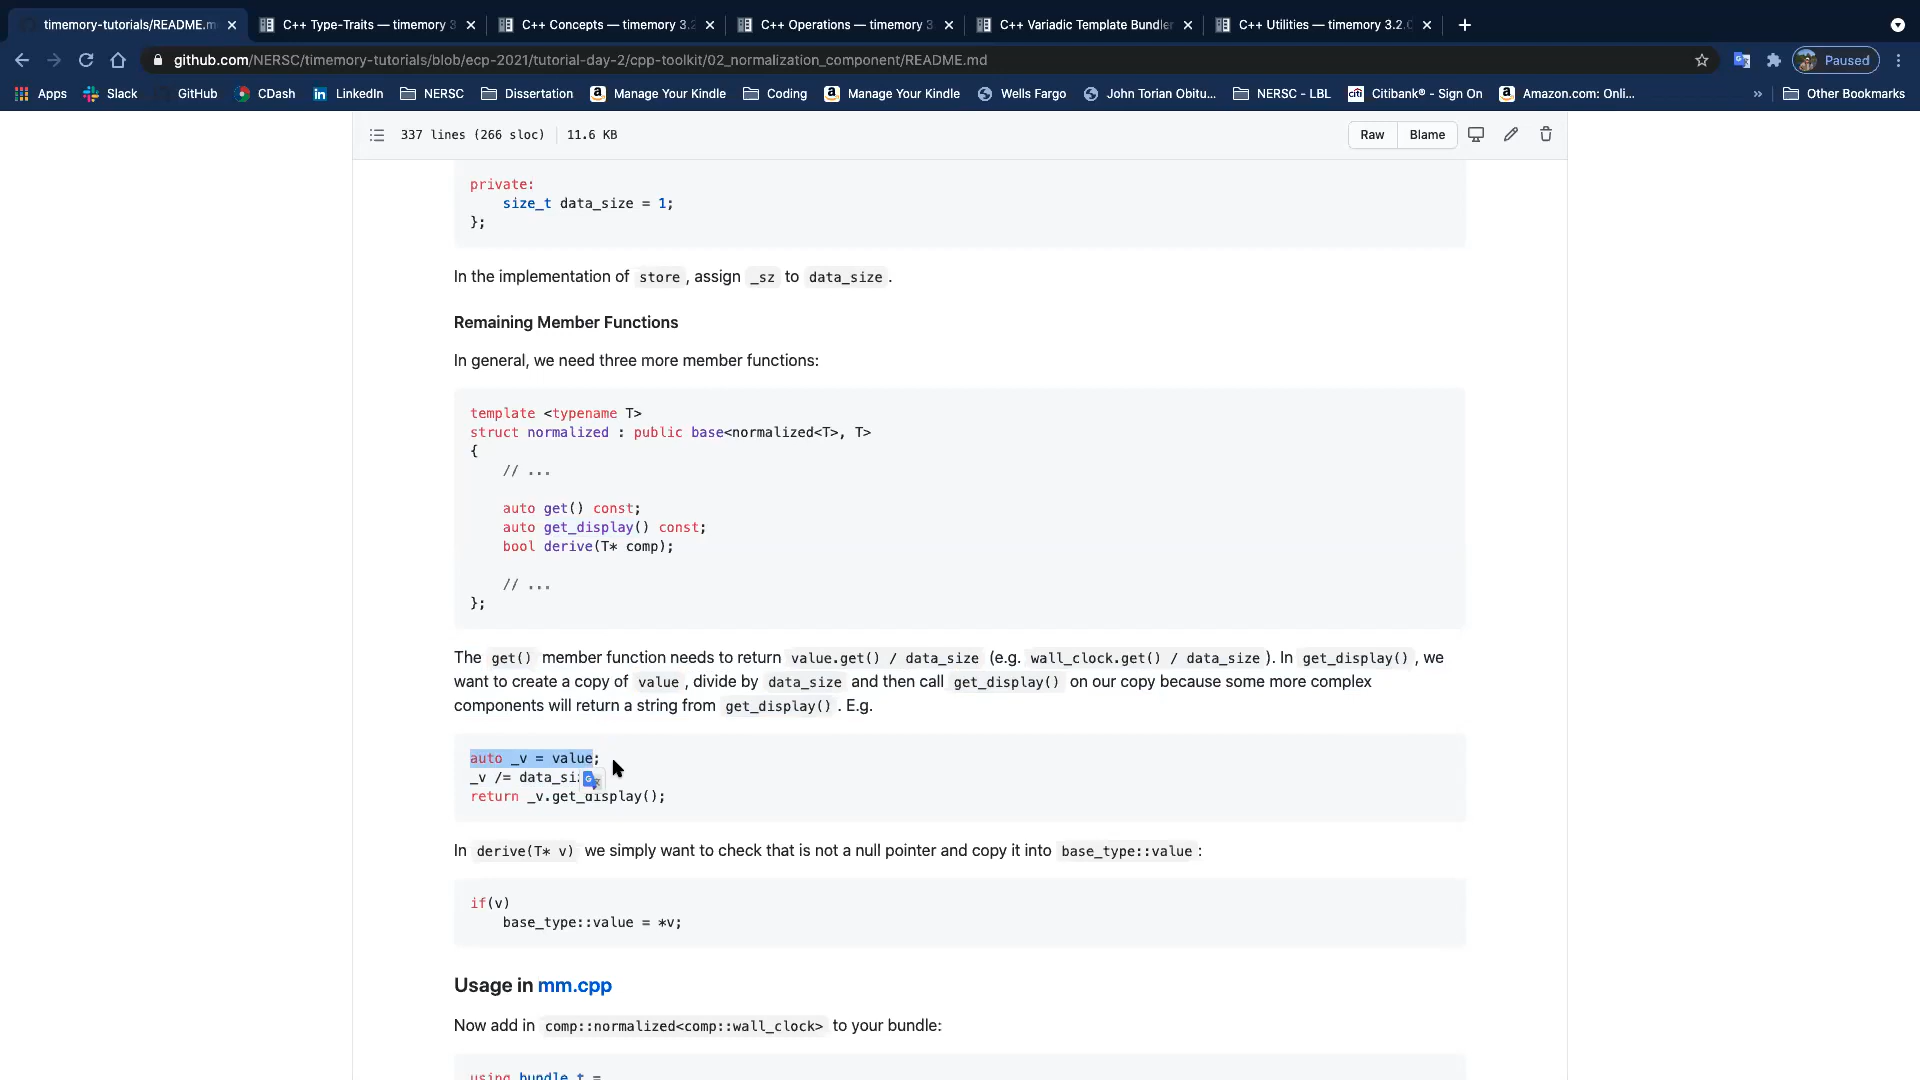 timemory-tutorials/README.m
C++ Type-Traits — timemory 3
C++ Concepts — timemory 3.2
C++ Operations — timemory 3
C++ Variadic Template Bundler
C++ Utilities — timemory 3.2.0
github.com/NERSC/timemory-tutorials/blob/ecp-2021/tutorial-day-2/cpp-toolkit/02_normalization_component/README.md
Paused
Apps Slack GitHub CDash LinkedIn NERSC Dissertation Manage Your Kindle Coding Manage Your Kindle Wells Fargo John Torian Obitu... NERSC - LBL Citibank® - Sign On Amazon.com: Onli... » Other Bookmarks
337 lines (266 sloc) 11.6 KB
Raw Blame
private:
size_t data_size = 1;
};
In the implementation of store , assign _sz to data_size .
Remaining Member Functions
In general, we need three more member functions:
template <typename T>
struct normalized : public base<normalized<T>, T>
{
// ...
auto get() const;
auto get_display() const;
bool derive(T* comp);
// ...
};
The get() member function needs to return value.get() / data_size (e.g. wall_clock.get() / data_size ). In get_display() , we
want to create a copy of value , divide by data_size and then call get_display() on our copy because some more complex
components will return a string from get_display() . E.g.
auto _v = value;
_v /= data_si
return _v.get_display();
In derive(T* v) we simply want to check that is not a null pointer and copy it into base_type::value :
if(v)
base_type::value = *v;
Usage in mm.cpp
Now add in comp::normalized<comp::wall_clock> to your bundle:
using bundle_t =